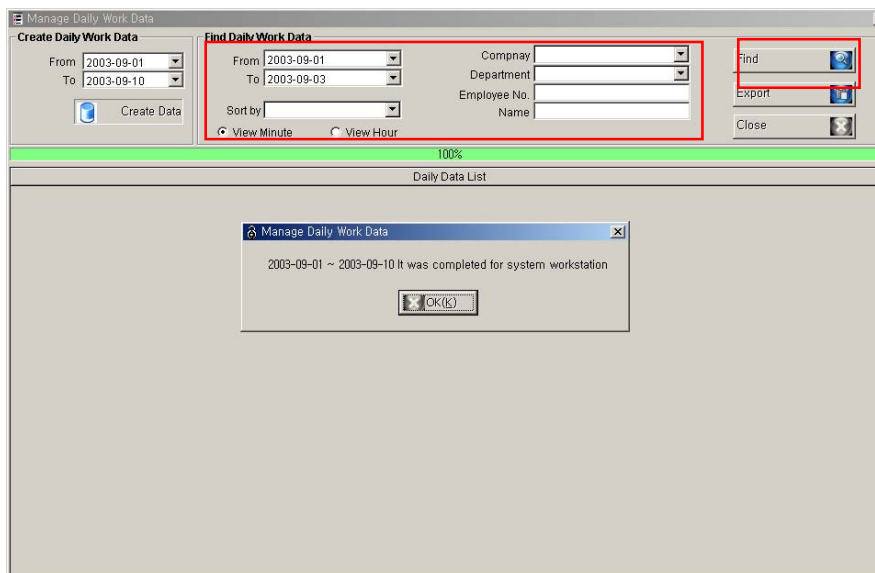 Manage Daily Work Data
Create Daily Work Data
From 2003-09-01
To 2003-09-10
Create Data
Find Daily Work Data
From 2003-09-01
To 2003-09-03
Sort by
View Minute View Hour
Compnay
Department
Employee No.
Name
Find
Export
Close
100%
Daily Data List
Manage Daily Work Data
2003-09-01 ~ 2003-09-10 It was completed for system workstation
OK(K)